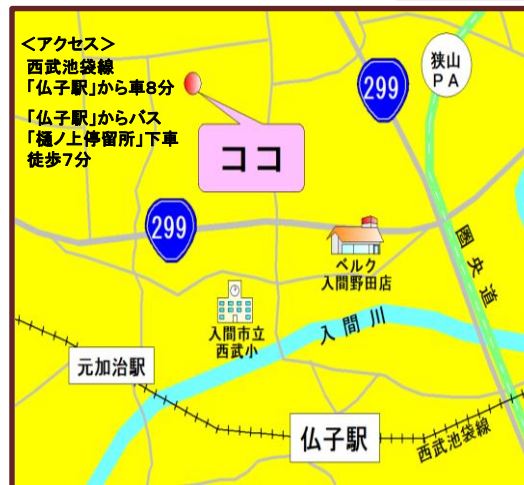 ＜アクセス＞
西武池袋線
「仏子駅」から車8分
「仏子駅」からバス
「樋ノ上停留所」下車
徒歩7分
ココ
299
狭山
PA
299
ベルク
入間野田店
圏央道
入間市立
西武小
入間川
元加治駅
仏子駅
西武池袋線